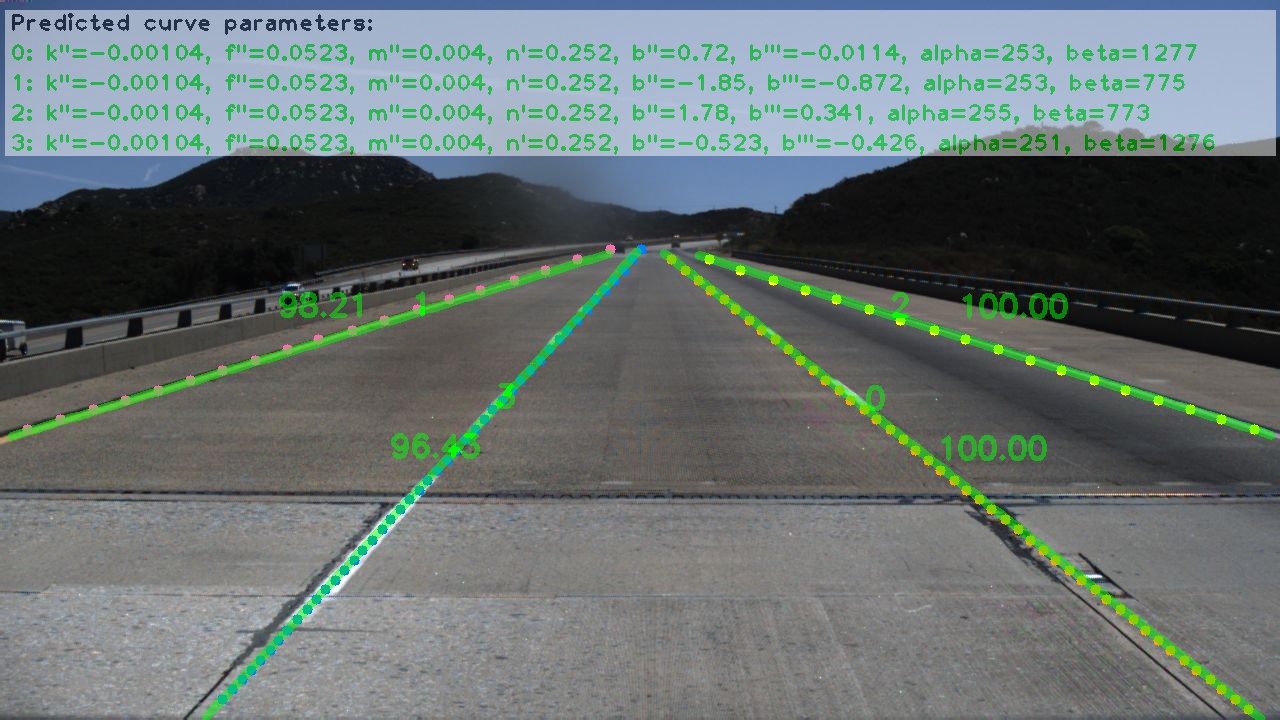 Predicted curve parameters:
0: k''=-0.00104, f''=0.0523, m''=0.004, n'=0.252, b''=0.72, b'''=-0.0114, alpha=253, beta=1277
1: k''=-0.00104, f''=0.0523, m''=0.004, n'=0.252, b''=-1.85, b'''=-0.872, alpha=253, beta=775
2: k''=-0.00104, f''=0.0523, m''=0.004, n'=0.252, b''=1.78, b'''=0.341, alpha=255, beta=773
3: k''=-0.00104, f''=0.0523, m''=0.004, n'=0.252, b''=-0.523, b'''=-0.426, alpha=251, beta=1276
98.21 1 2 100.00
3 0
96.43 100.00